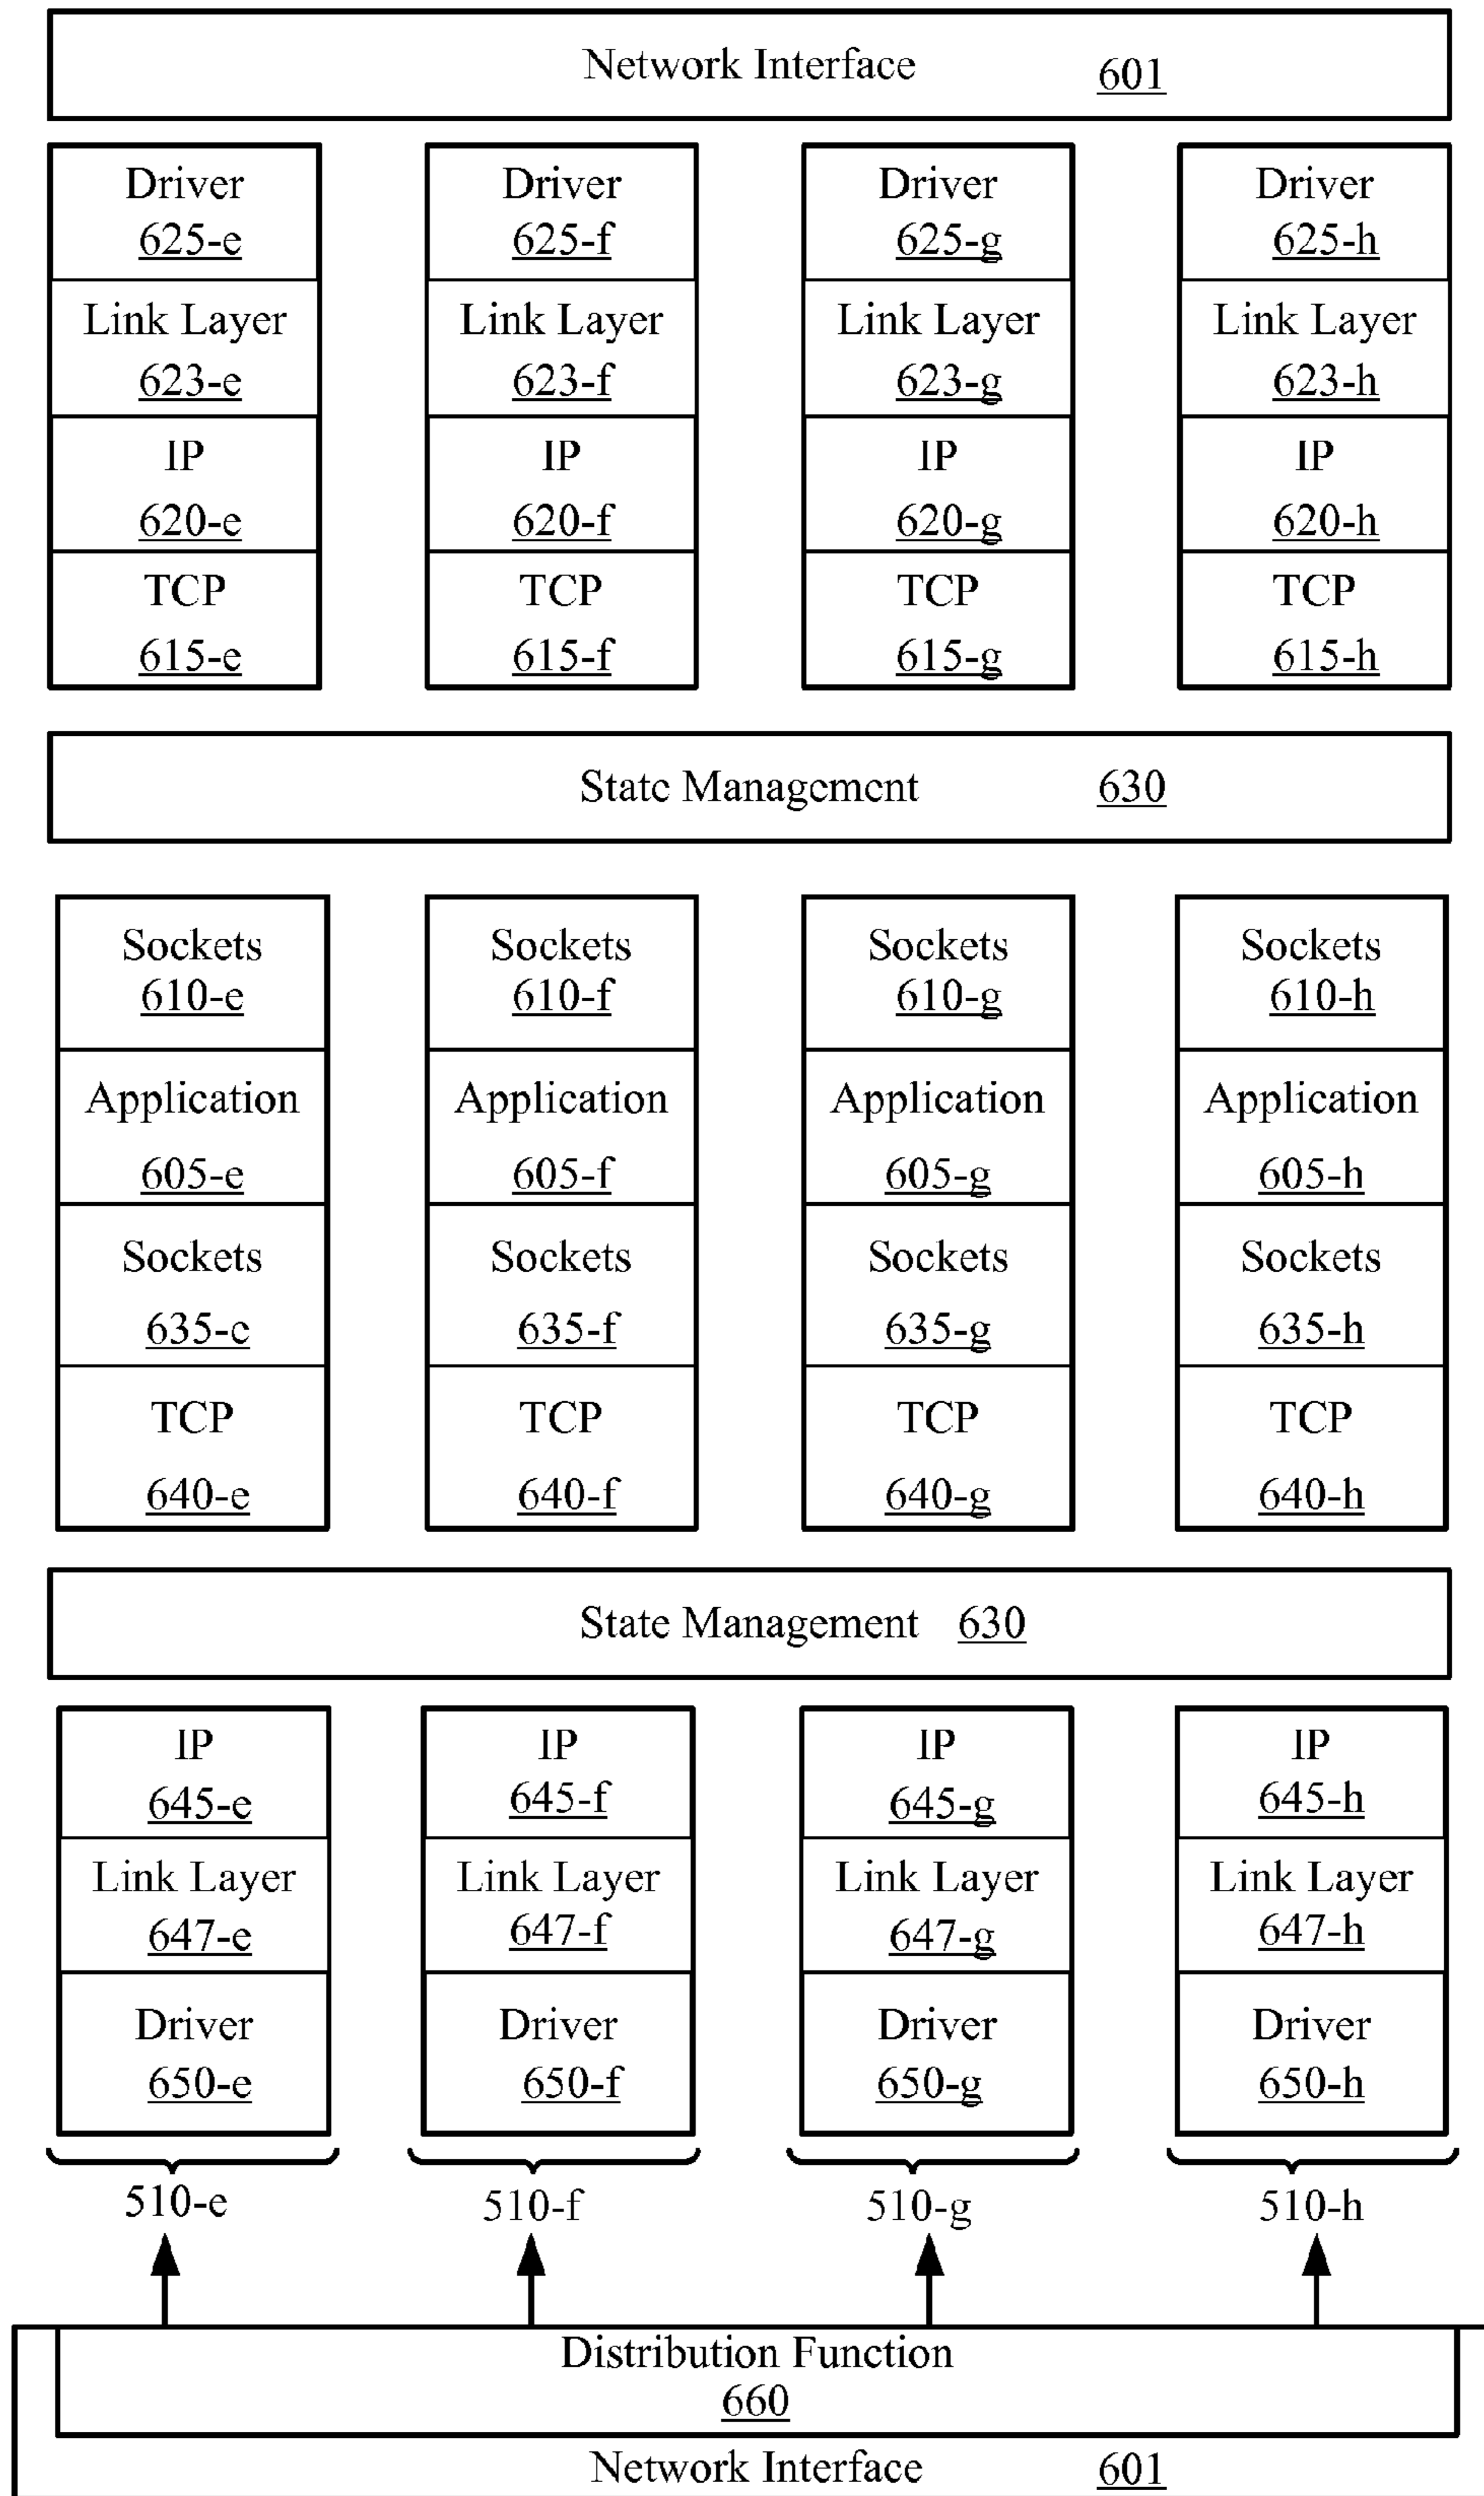 Network Interface 601
Driver Driver Driver Driver
625-e 625-f 625-g 625-h
Link Layer Link Layer Link Layer Link Layer
623-e 623-f 623-g 623-h
IP IP IP IP
620-e 620-f 620-g 620-h
TCP TCP TCP TCP
615-e 615-f 615-g 615-h
State Management 630
Sockets Sockets Sockets Sockets
610-e 610-f 610-g 610-h
Application Application Application Application
605-e 605-f 605-g 605-h
Sockets Sockets Sockets Sockets
635-e 635-f 635-g 635-h
TCP TCP TCP TCP
640-e 640-f 640-g 640-h
State Management 630
IP IP IP IP
645-e 645-f 645-g 645-h
Link Layer Link Layer Link Layer Link Layer
647-e 647-f 647-g 647-h
Driver Driver Driver Driver
650-e 650-f 650-g 650-h
510-e 510-f 510-g 510-h
Distribution Function
660
Network Interface 601